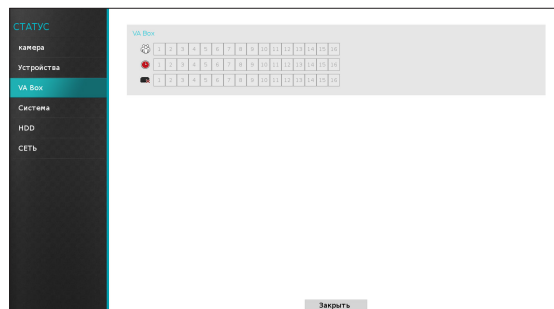 СТАТУС
камера
Устройства
VA Box
Система
HDD
СЕТЬ
VA Box
1 2 3 4 5 6 7 8 9 10 11 12 13 14 15 16
1 2 3 4 5 6 7 8 9 10 11 12 13 14 15 16
1 2 3 4 5 6 7 8 9 10 11 12 13 14 15 16
Закрыть